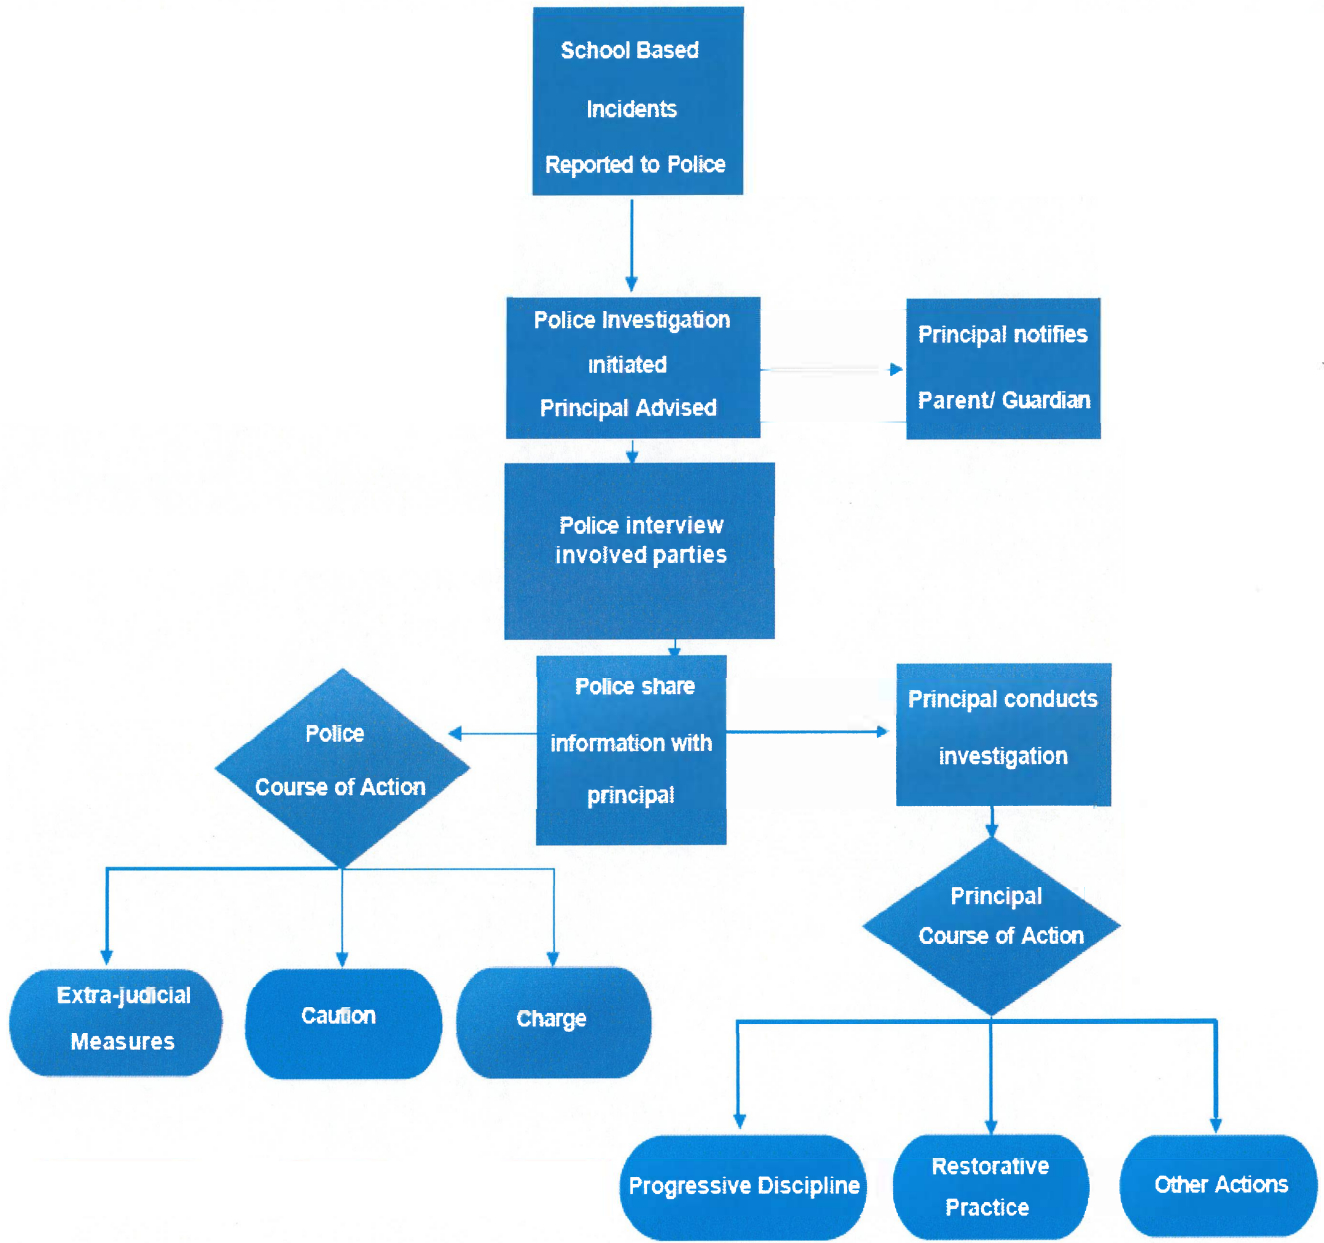 School Based
Incidents
Reported to Police
Police Investigation
initiated
Principal Advised
Principal notifies
Parent/ Guardian
Police interview
involved parties
Police share
information with
principal
Police
Course of Action
Principal conducts
investigation
Principal
Course of Action
Extra-judicial
Measures
Caution
Charge
Progressive Discipline
Restorative
Practice
Other Actions